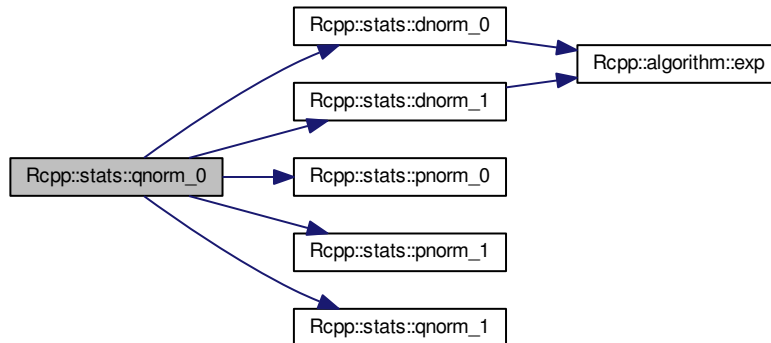 Rcpp::stats::dnorm_0
Rcpp::algorithm::exp
Rcpp::stats::dnorm_1
Rcpp::stats::qnorm_0
Rcpp::stats::pnorm_0
Rcpp::stats::pnorm_1
Rcpp::stats::qnorm_1